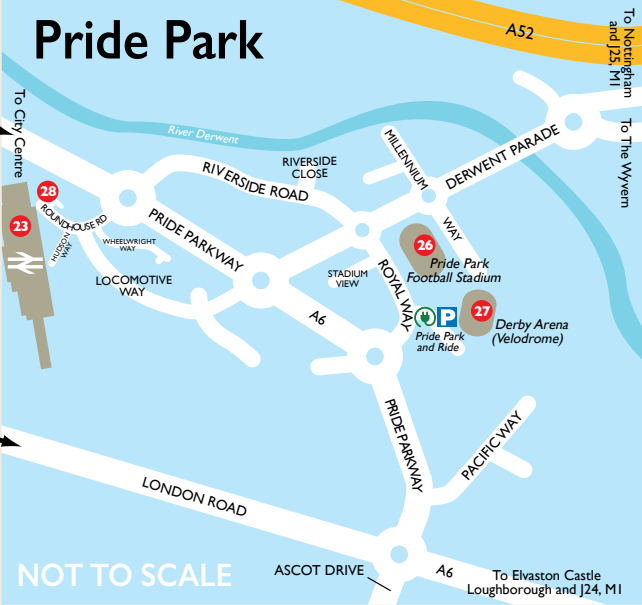 Pride Park
A52
To Nottingham
and J25, M1
To City Centre
River Derwent
To The Wyvern
MILLENNIUM
WAY
DERWENT PARADE
RIVERSIDE
CLOSE
RIVERSIDE ROAD
28
23
ROUNDHOUSE RD
HUDSON
WAY
WHEELWRIGHT
WAY
PRIDE PARKWAY
LOCOMOTIVE
WAY
26
Pride Park
Football Stadium
STADIUM
VIEW
ROYAL WAY
A6
P
27
Pride Park
and Ride
Derby Arena
(Velodrome)
PRIDE PARKWAY
PACIFIC WAY
LONDON ROAD
NOT TO SCALE
ASCOT DRIVE
A6
To Elvaston Castle
Loughborough and J24, M1